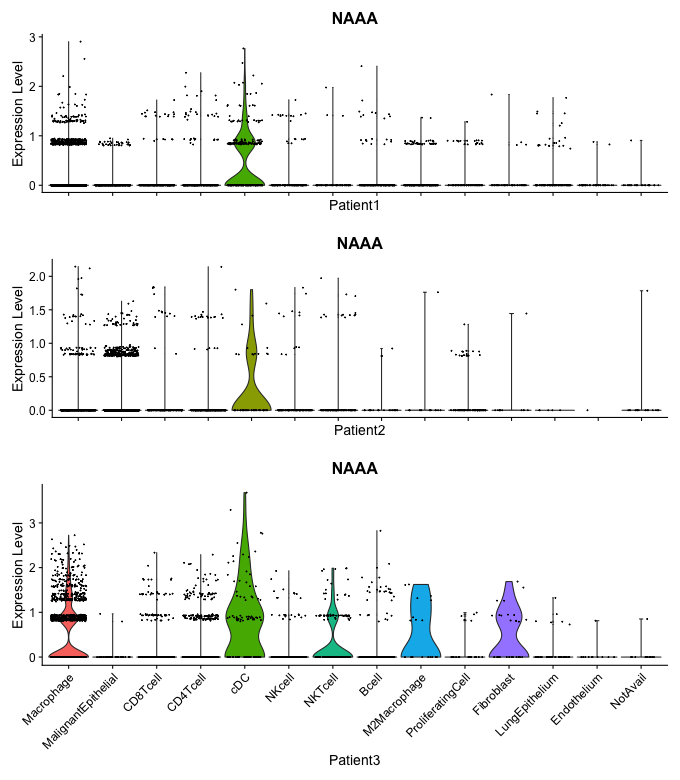 NAAA
Expression Level
3
2
1
0
Patient1
NAAA
Expression Level
2.0
1.5
1.0
0.5
0.0
Patient2
NAAA
Expression Level
3
2
1
0
Macrophage
MalignantEpithelial
CD8Tcell
CD4Tcell
cDC
NKcell
NKTcell
Bcell
M2Macrophage
ProliferatingCell
Fibroblast
LungEpithelium
Endothelium
NotAvail
Patient3